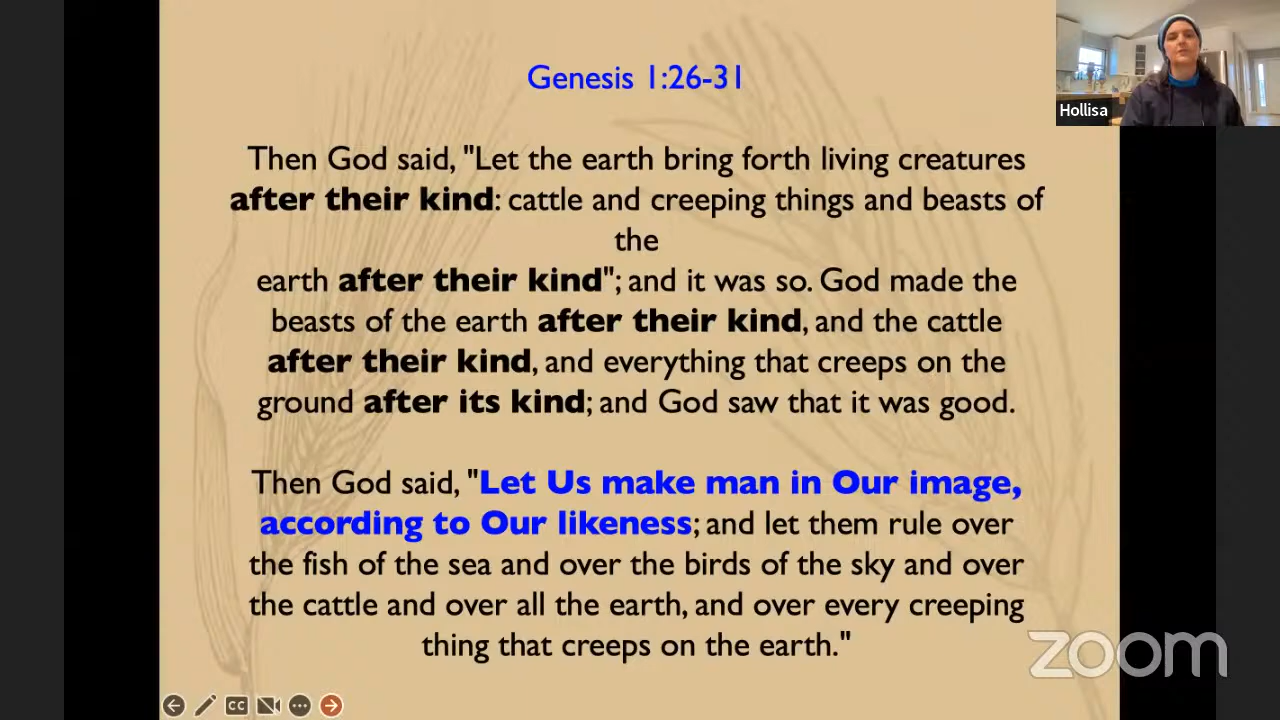 Genesis 1:26-31
Then God said, "Let the earth bring forth living creatures
after their kind: cattle and creeping things and beasts of
the
earth after their kind"; and it was so. God made the
beasts of the earth after their kind, and the cattle
after their kind, and everything that creeps on the
ground after its kind; and God saw that it was good.
Then God said, "Let Us make man in Our image,
according to Our likeness; and let them rule over
the fish of the sea and over the birds of the sky and over
the cattle and over all the earth, and over every creeping
thing that creeps on the earth."
Hollisa
zoom
CC